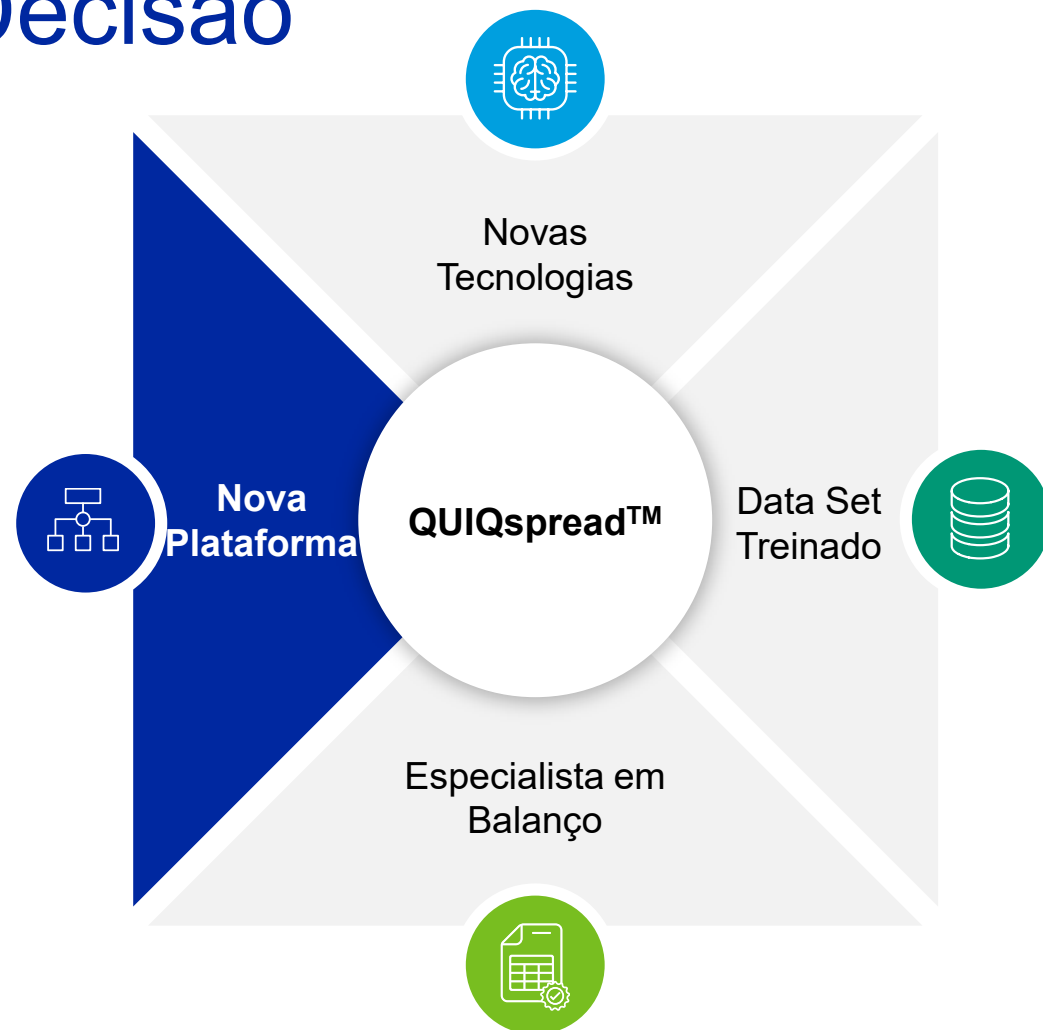 Decisão
Novas
Tecnologias
Nova
Plataforma
QUIQspread™
Data Set
Treinado
Especialista em
Balanço